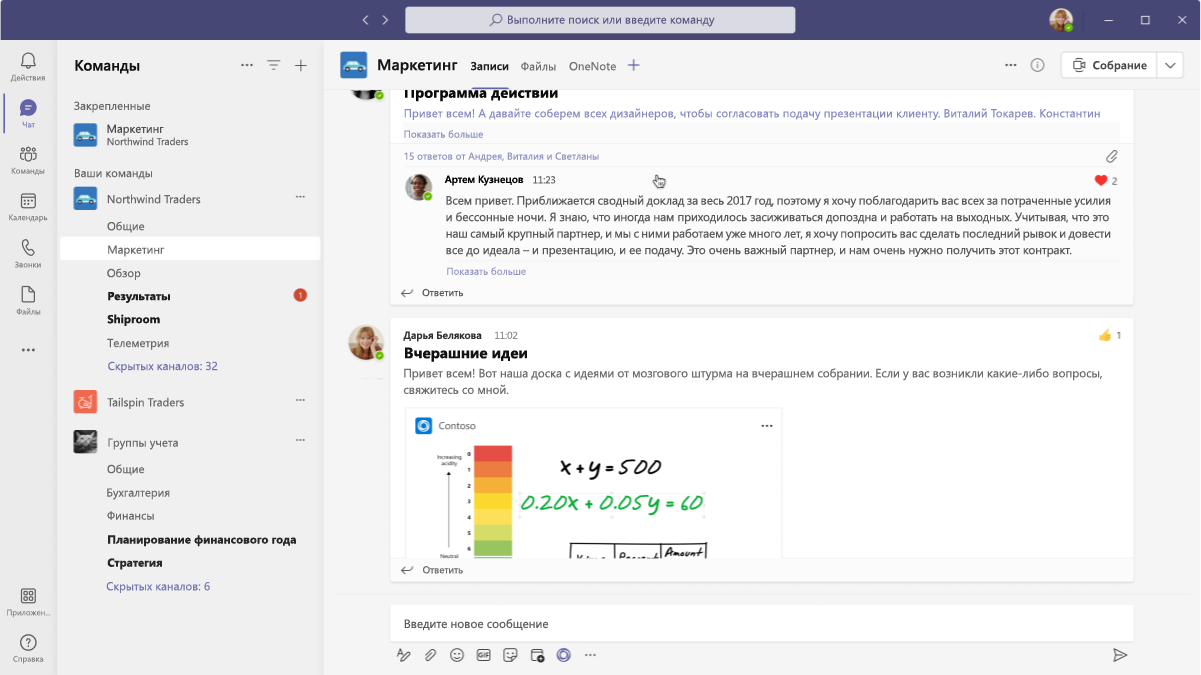 Выполните поиск или введите команду
Действия
Чат
Команды
Календарь
Звонки
Файлы
Приложен...
Справка
Команды
Закрепленные
Маркетинг
Northwind Traders
Ваши команды
Northwind Traders
Общие
Маркетинг
Обзор
Результаты 1
Shiproom
Телеметрия
Скрытых каналов: 32
Tailspin Traders
Группы учета
Общие
Бухгалтерия
Финансы
Планирование финансового года
Стратегия
Скрытых каналов: 6
Маркетинг Записи Файлы OneNote
Собрание
Программа действий
Привет всем! А давайте соберем всех дизайнеров, чтобы согласовать подачу презентации клиенту. Виталий Токарев. Константин
Показать больше
15 ответов от Андрея, Виталия и Светланы
Артем Кузнецов 11:23 2
Всем привет. Приближается сводный доклад за весь 2017 год, поэтому я хочу поблагодарить вас всех за потраченные усилия
и бессонные ночи. Я знаю, что иногда нам приходилось засиживаться допоздна и работать на выходных. Учитывая, что это
наш самый крупный партнер, и мы с ними работаем уже много лет, я хочу попросить вас сделать последний рывок и довести
все до идеала – и презентацию, и ее подачу. Это очень важный партнер, и нам очень нужно получить этот контракт.
Показать больше
Ответить
Дарья Белякова 11:02 1
Вчерашние идеи
Привет всем! Вот наша доска с идеями от мозгового штурма на вчерашнем собрании. Если у вас возникли какие-либо вопросы,
свяжитесь со мной.
Contoso
Increasing
acidity
0
1
2
3
4
5
6
Neutral
x + y = 500
0.20x + 0.05y = 60
Percent Amount
Ответить
Введите новое сообщение
GIF